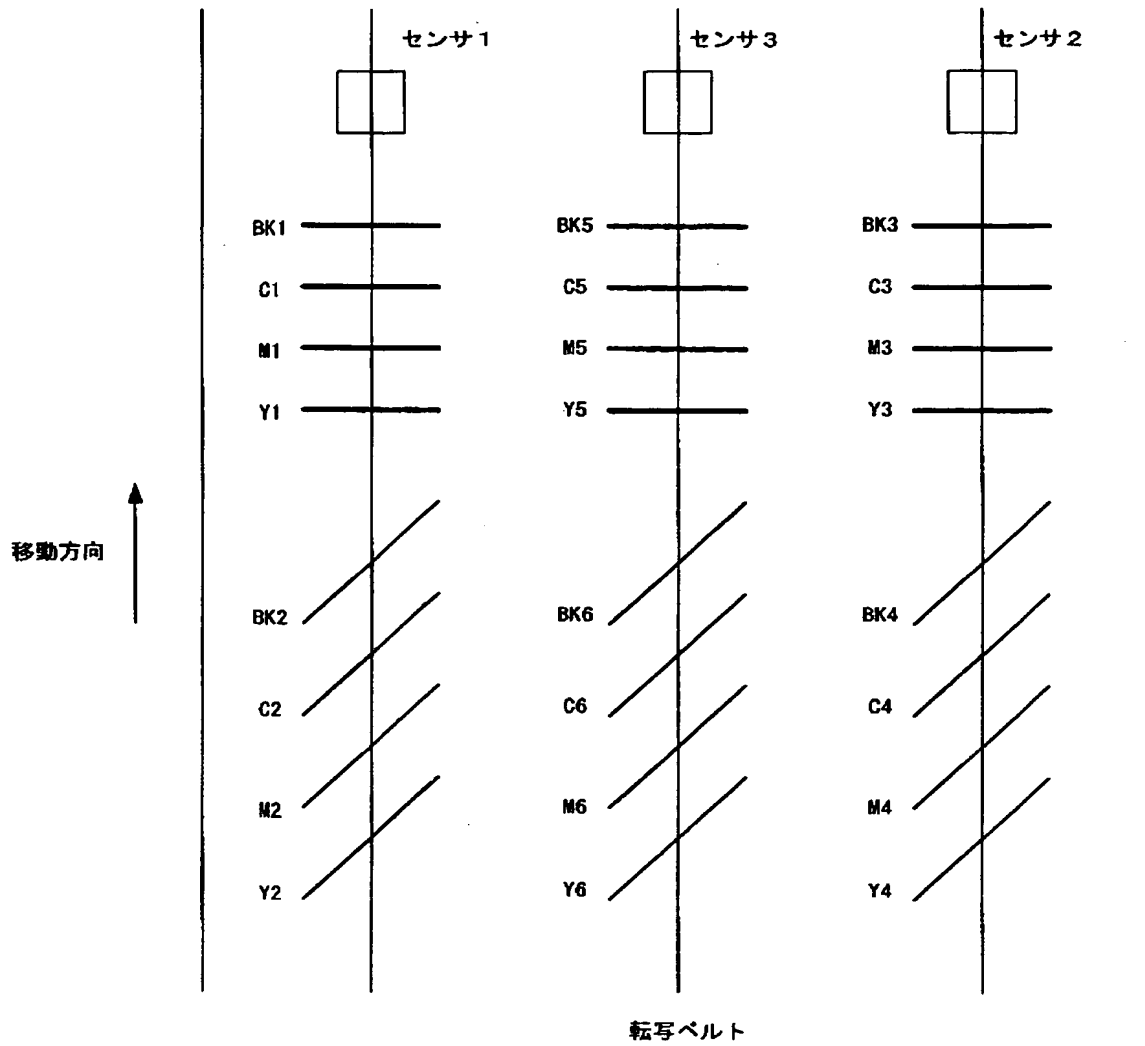 センサ1 センサ3 センサ2
BK1 BK5 BK3
C1 C5 C3
M1 M5 M3
Y1 Y5 Y3
移動方向
BK2 BK6 BK4
C2 C6 C4
M2 M6 M4
Y2 Y6 Y4
転写ベルト